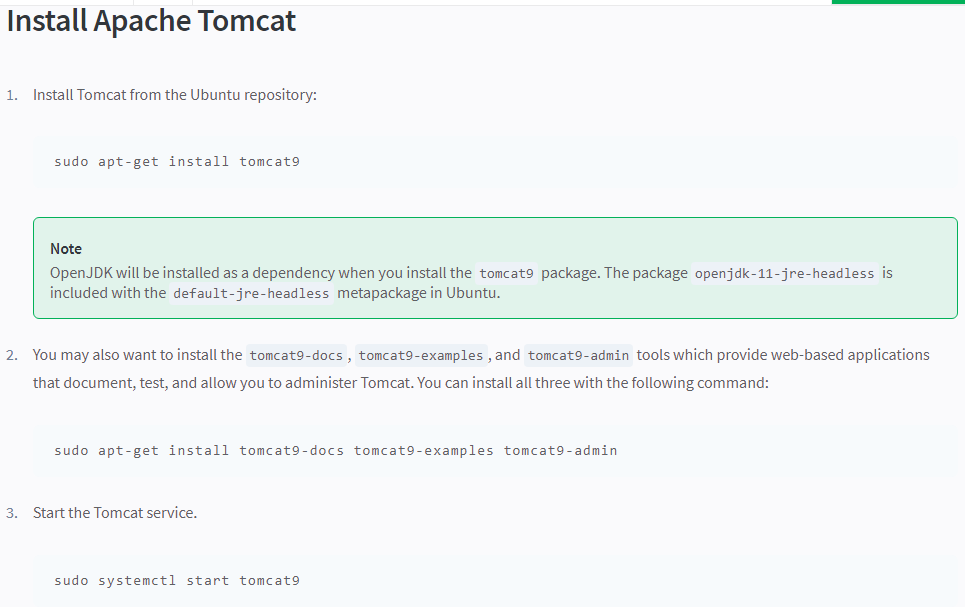 Install Apache Tomcat
1. Install Tomcat from the Ubuntu repository:
sudo apt-get install tomcat9
Note
OpenJDK will be installed as a dependency when you install the tomcat9 package. The package openjdk-11-jre-headless is
included with the default-jre-headless metapackage in Ubuntu.
2. You may also want to install the tomcat9-docs, tomcat9-examples, and tomcat9-admin tools which provide web-based applications
that document, test, and allow you to administer Tomcat. You can install all three with the following command:
sudo apt-get install tomcat9-docs tomcat9-examples tomcat9-admin
3. Start the Tomcat service.
sudo systemctl start tomcat9